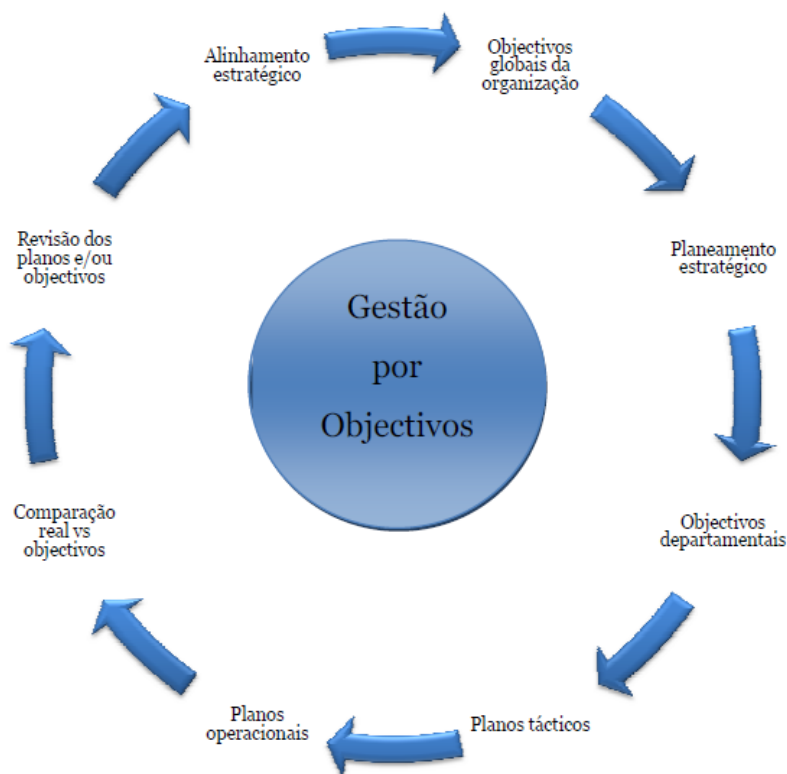 Alinhamento
estratégico
Objectivos
globais da
organização
Planeamento
estratégico
Objectivos
departamentais
Planos tácticos
Planos
operacionais
Comparação
real vs
objectivos
Revisão dos
planos e/ou
objectivos
Gestão
por
Objectivos